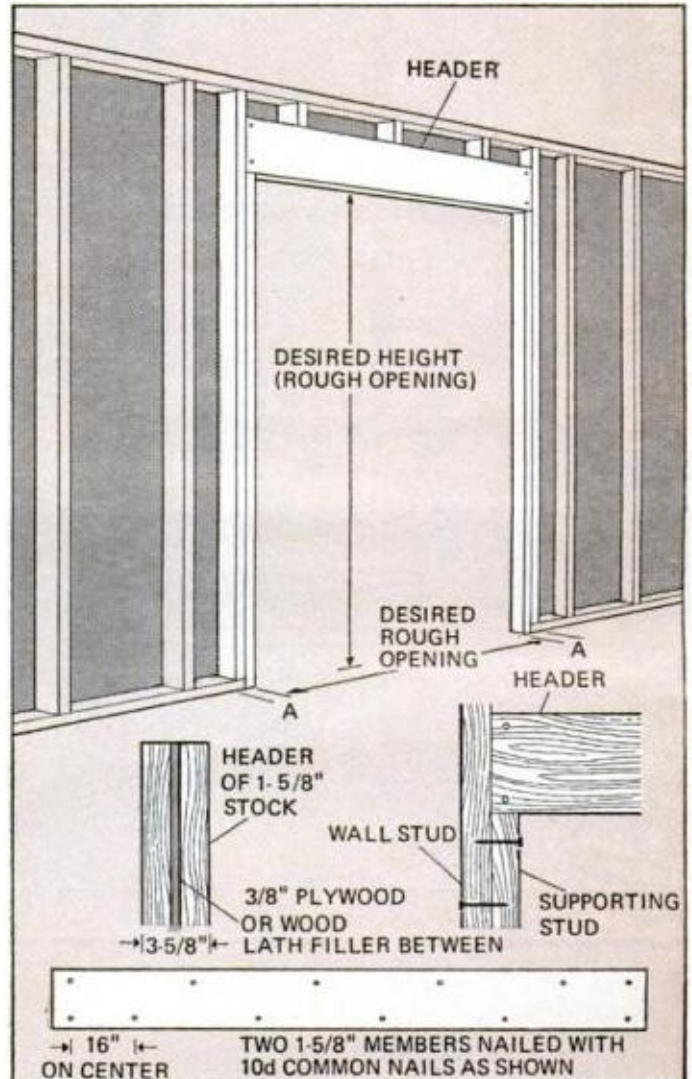 HEADER
DESIRED HEIGHT
(ROUGH OPENING)
DESIRED
ROUGH
OPENING
A
A
HEADER
HEADER
OF 1-5/8"
STOCK
WALL STUD
3/8" PLYWOOD
OR WOOD
LATH FILLER BETWEEN
3-5/8"
SUPPORTING
STUD
16"
ON CENTER
TWO 1-5/8" MEMBERS NAILED WITH
10d COMMON NAILS AS SHOWN